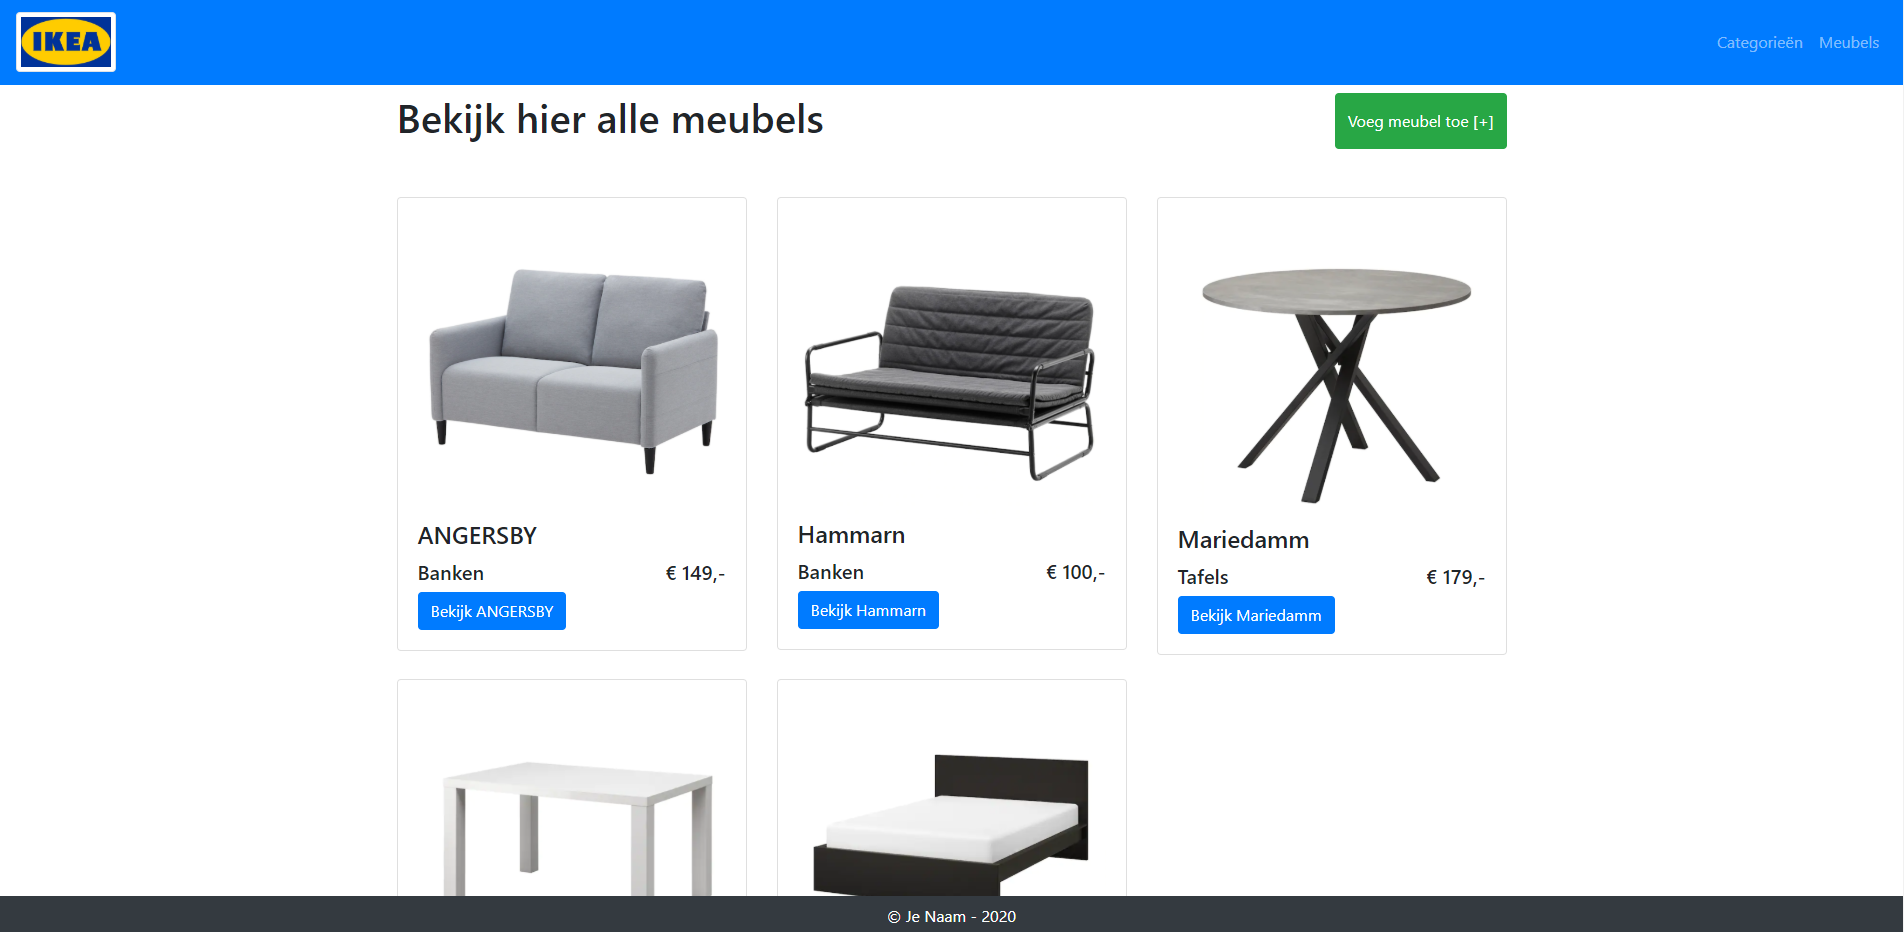 IKEA
Categorieën Meubels
Bekijk hier alle meubels
Voeg meubel toe [+]
ANGERSBY
Banken € 149,-
Bekijk ANGERSBY
Hammarn
Banken € 100,-
Bekijk Hammarn
Mariedamm
Tafels € 179,-
Bekijk Mariedamm
© Je Naam - 2020